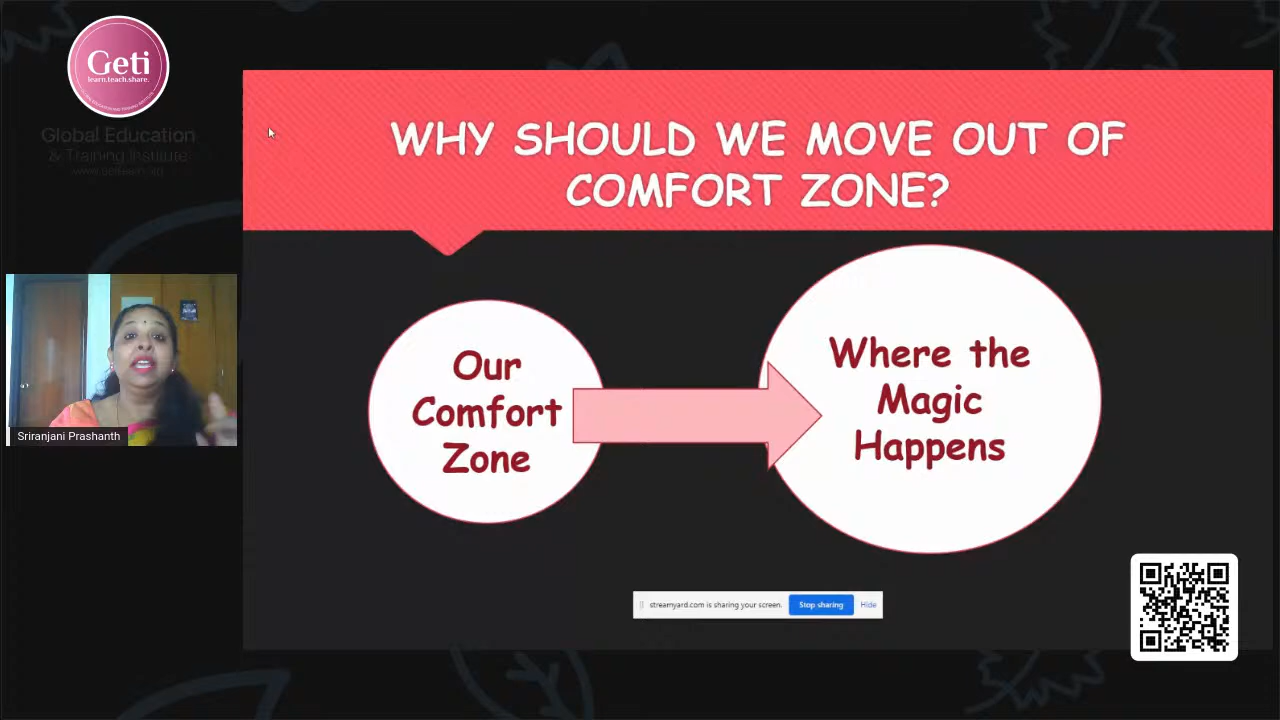 Geti
learn.teach.share.
Global Education
& Training Institute
WHY SHOULD WE MOVE OUT OF
COMFORT ZONE?
Our
Comfort
Zone
Where the
Magic
Happens
Sriranjani Prashanth
streamyard.com is sharing your screen.
Stop sharing
Hide